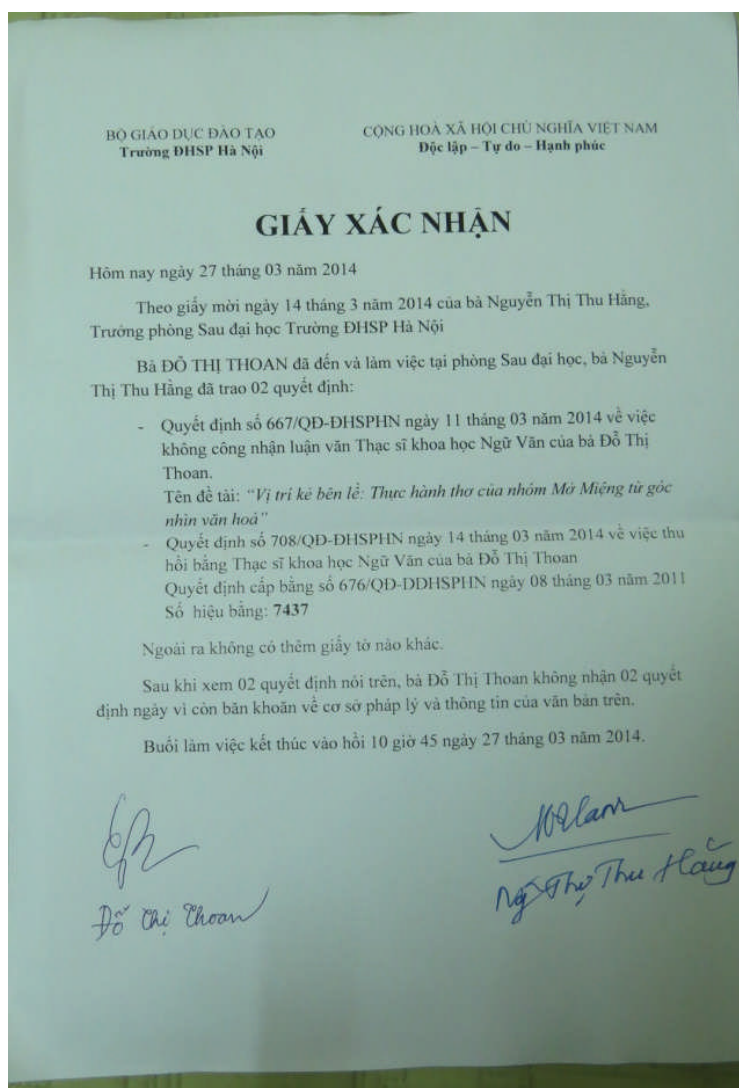 BỘ GIÁO DỤC ĐÀO TẠO
Trường ĐHSP Hà Nội
CỘNG HOÀ XÃ HỘI CHỦ NGHĨA VIỆT NAM
Độc lập – Tự do – Hạnh phúc
GIẤY XÁC NHẬN
Hôm nay ngày 27 tháng 03 năm 2014
Theo giấy mời ngày 14 tháng 3 năm 2014 của bà Nguyễn Thị Thu Hằng,
Trưởng phòng Sau đại học Trường ĐHSP Hà Nội
Bà ĐỖ THỊ THOAN đã đến và làm việc tại phòng Sau đại học, bà Nguyễn
Thị Thu Hằng đã trao 02 quyết định:
- Quyết định số 667/QĐ-ĐHSPHN ngày 11 tháng 03 năm 2014 về việc
không công nhận luận văn Thạc sĩ khoa học Ngữ Văn của bà Đỗ Thị
Thoan.
Tên đề tài: “Vị trí kẻ bên lề: Thực hành thơ của nhóm Mở Miệng từ góc
nhìn văn hoá”
- Quyết định số 708/QĐ-ĐHSPHN ngày 14 tháng 03 năm 2014 về việc thu
hồi bằng Thạc sĩ khoa học Ngữ Văn của bà Đỗ Thị Thoan
Quyết định cấp bằng số 676/QD-DDHSPHN ngày 08 tháng 03 năm 2011
Số hiệu bằng: 7437
Ngoài ra không có thêm giấy tờ nào khác.
Sau khi xem 02 quyết định nói trên, bà Đỗ Thị Thoan không nhận 02 quyết
định ngày vì còn băn khoăn về cơ sở pháp lý và thông tin của văn bản trên.
Buổi làm việc kết thúc vào hồi 10 giờ 45 ngày 27 tháng 03 năm 2014.
Đỗ Thị Thoan
Ng Thị Thu Hằng